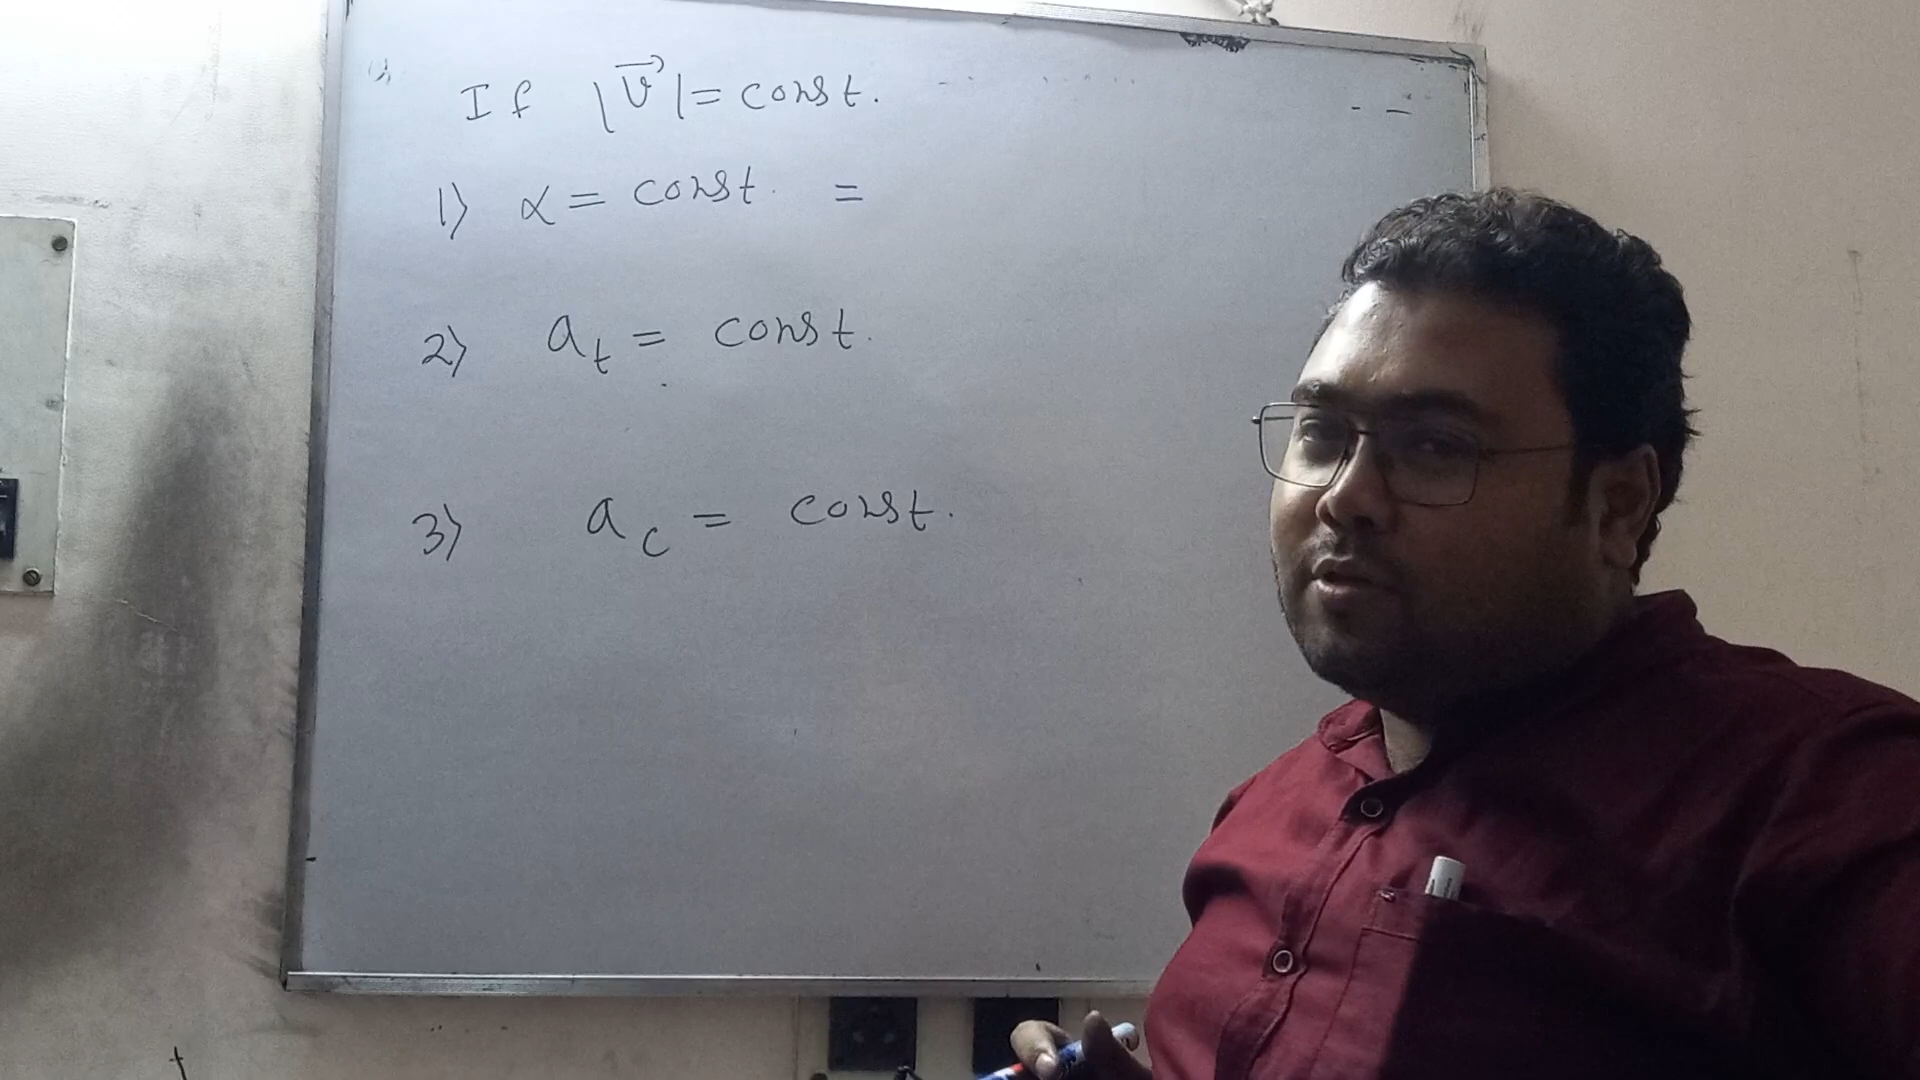 If |v⃗| = const.
1) α = const. =
2) a_t = const.
3) a_c = const.